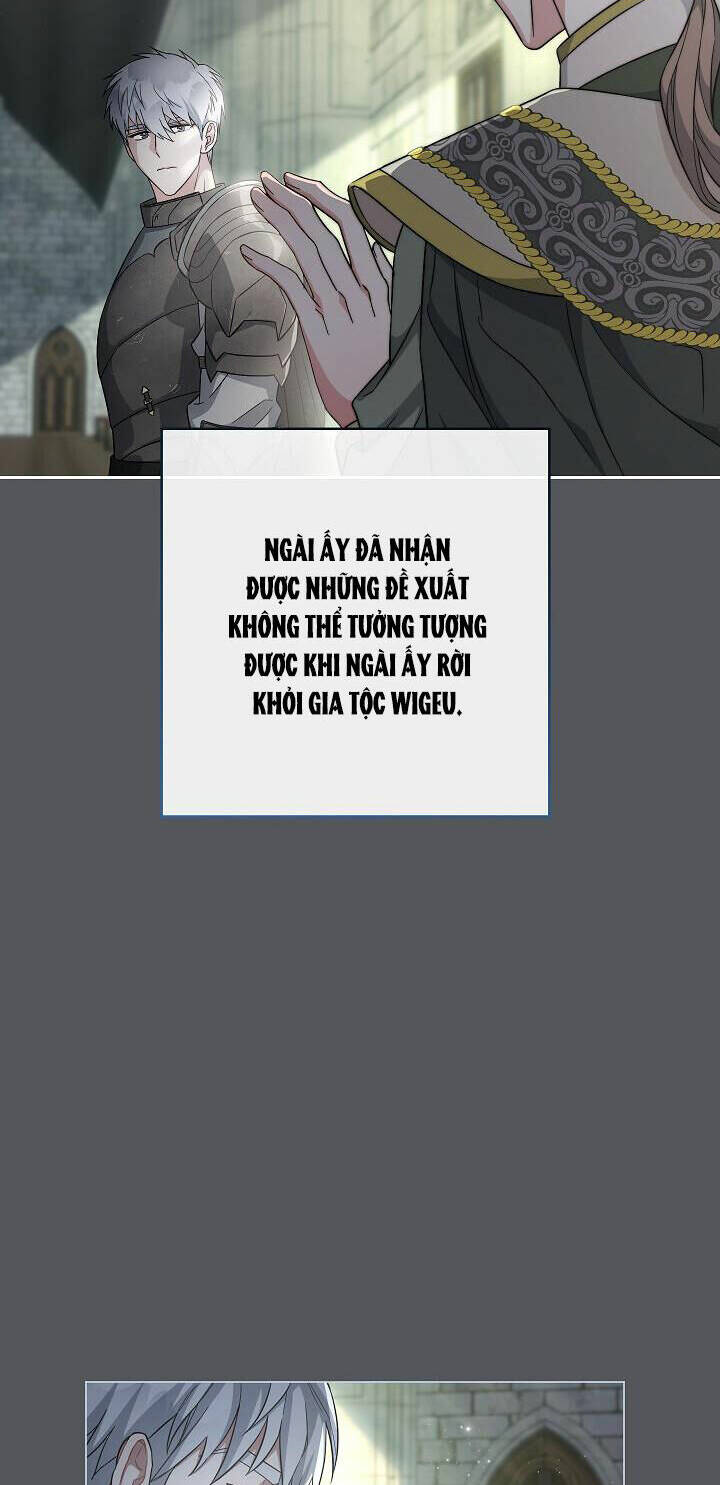 NGÀI ẤY ĐÃ NHẬN
ĐƯỢC NHỮNG ĐỀ XUẤT
KHÔNG THỂ TƯỞNG TƯỢNG
ĐƯỢC KHI NGÀI ẤY RỜI
KHỎI GIA TỘC WIGEU.